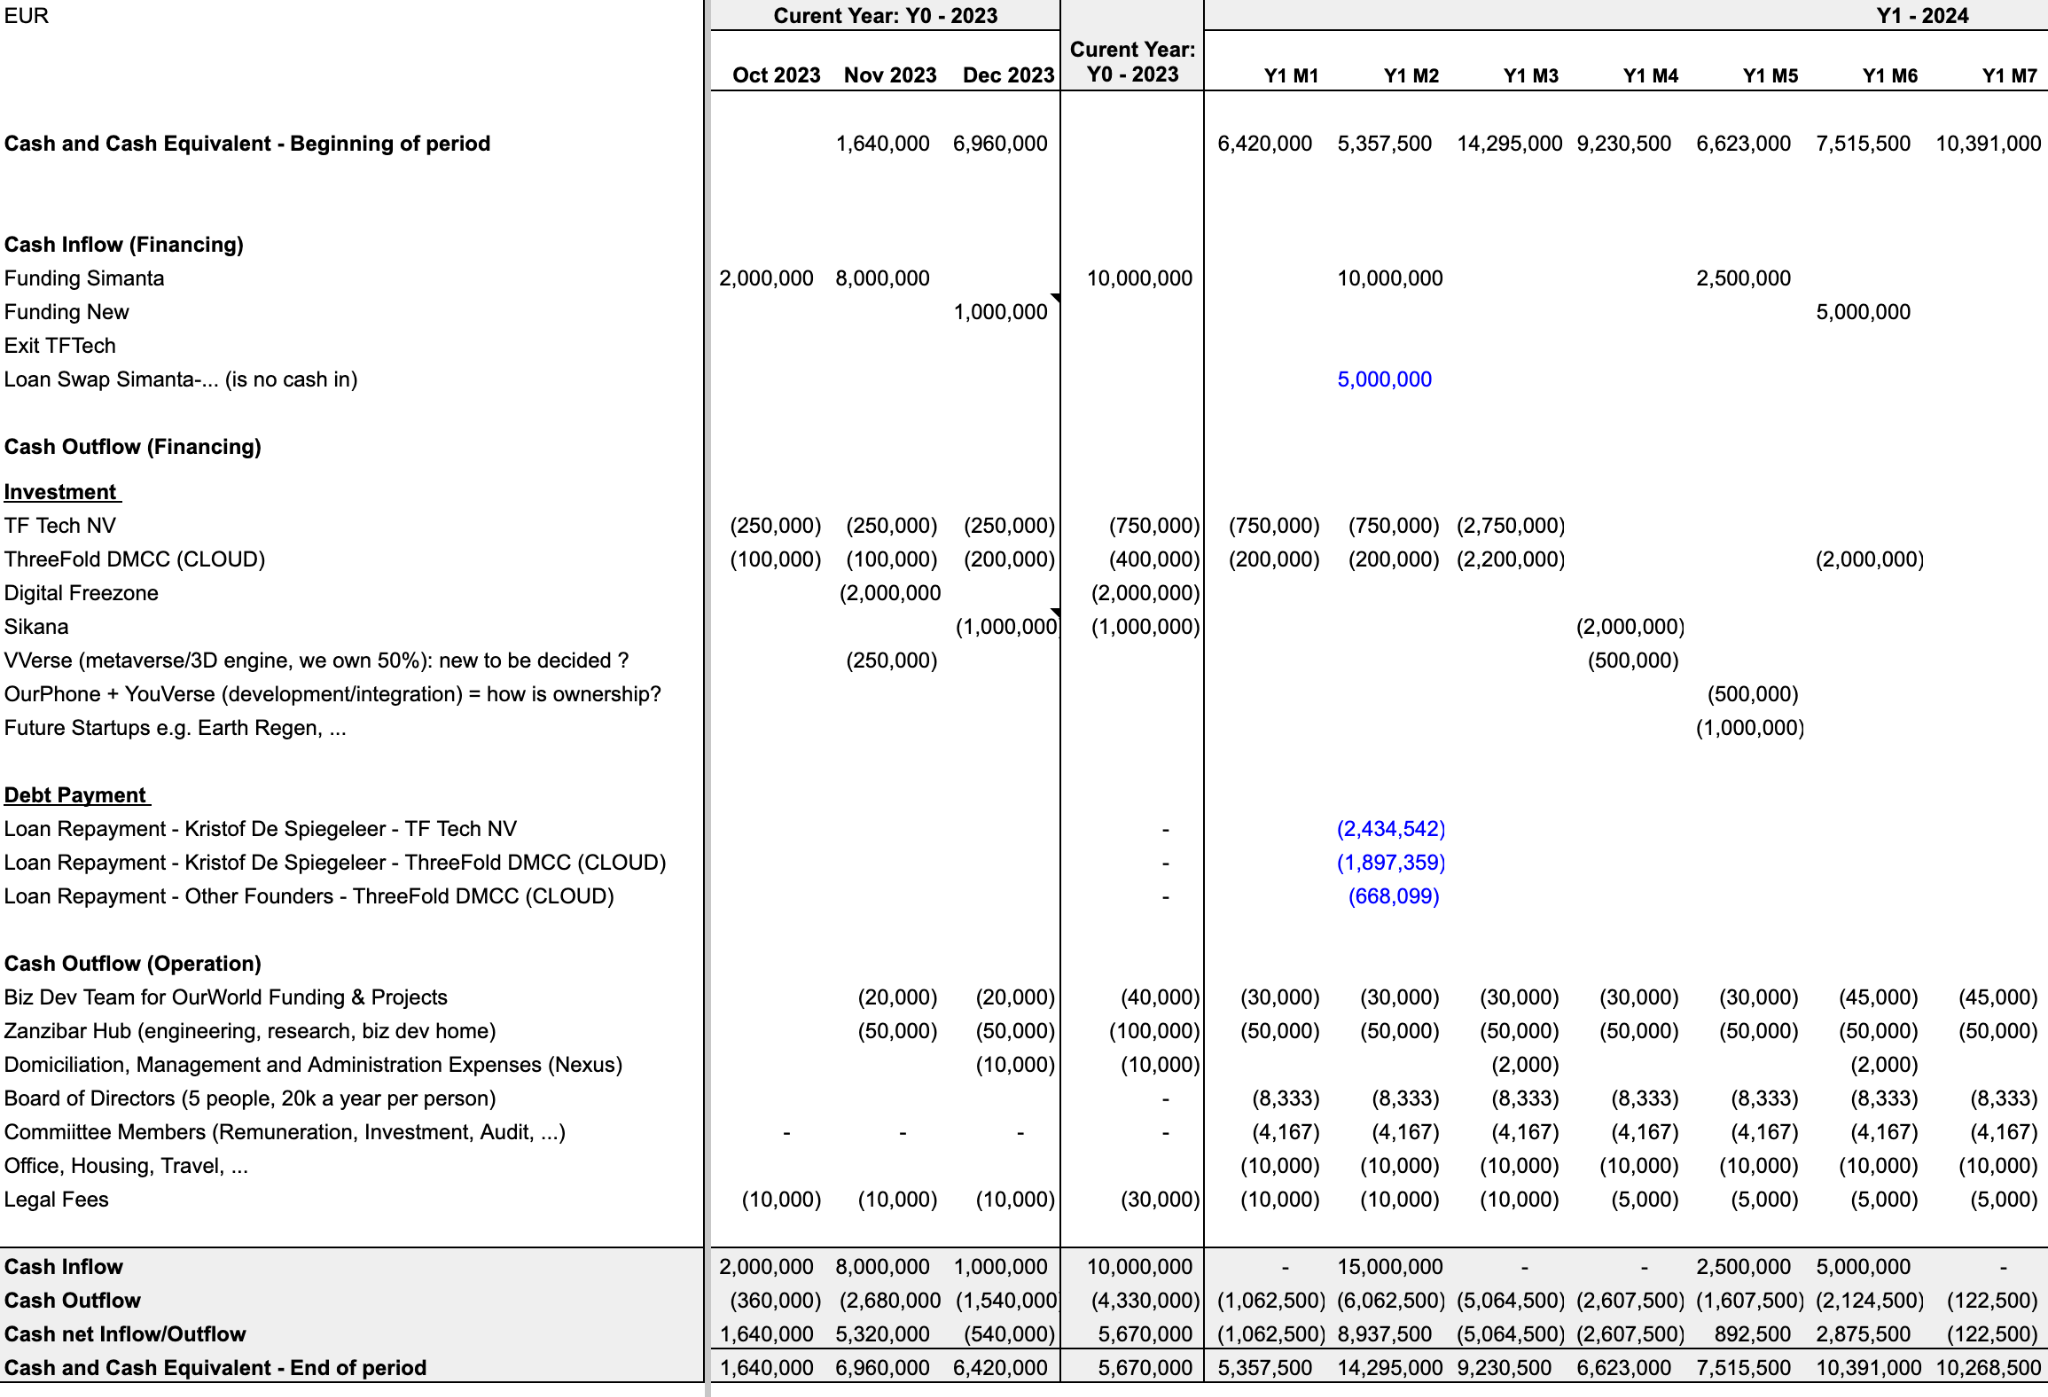 EUR Curent Year: Y0 - 2023 Y1 - 2024
Curent Year:
Oct 2023 Nov 2023 Dec 2023 Y0 - 2023 Y1 M1 Y1 M2 Y1 M3 Y1 M4 Y1 M5 Y1 M6 Y1 M7
Cash and Cash Equivalent - Beginning of period 1,640,000 6,960,000 6,420,000 5,357,500 14,295,000 9,230,500 6,623,000 7,515,500 10,391,000
Cash Inflow (Financing)
Funding Simanta 2,000,000 8,000,000 10,000,000 10,000,000 2,500,000
Funding New 1,000,000 5,000,000
Exit TFTech
Loan Swap Simanta-... (is no cash in) 5,000,000
Cash Outflow (Financing)
Investment
TF Tech NV (250,000) (250,000) (250,000) (750,000) (750,000) (750,000) (2,750,000)
ThreeFold DMCC (CLOUD) (100,000) (100,000) (200,000) (400,000) (200,000) (200,000) (2,200,000) (2,000,000)
Digital Freezone (2,000,000 (2,000,000)
Sikana (1,000,000 (1,000,000) (2,000,000)
VVerse (metaverse/3D engine, we own 50%): new to be decided ? (250,000) (500,000)
OurPhone + YouVerse (development/integration) = how is ownership? (500,000)
Future Startups e.g. Earth Regen, ... (1,000,000)
Debt Payment
Loan Repayment - Kristof De Spiegeleer - TF Tech NV - (2,434,542)
Loan Repayment - Kristof De Spiegeleer - ThreeFold DMCC (CLOUD) - (1,897,359)
Loan Repayment - Other Founders - ThreeFold DMCC (CLOUD) - (668,099)
Cash Outflow (Operation)
Biz Dev Team for OurWorld Funding & Projects (20,000) (20,000) (40,000) (30,000) (30,000) (30,000) (30,000) (30,000) (45,000) (45,000)
Zanzibar Hub (engineering, research, biz dev home) (50,000) (50,000) (100,000) (50,000) (50,000) (50,000) (50,000) (50,000) (50,000) (50,000)
Domiciliation, Management and Administration Expenses (Nexus) (10,000) (10,000) (2,000) (2,000)
Board of Directors (5 people, 20k a year per person) - (8,333) (8,333) (8,333) (8,333) (8,333) (8,333) (8,333)
Commiittee Members (Remuneration, Investment, Audit, ...) - - - - (4,167) (4,167) (4,167) (4,167) (4,167) (4,167) (4,167)
Office, Housing, Travel, ... (10,000) (10,000) (10,000) (10,000) (10,000) (10,000) (10,000)
Legal Fees (10,000) (10,000) (10,000) (30,000) (10,000) (10,000) (10,000) (5,000) (5,000) (5,000) (5,000)
Cash Inflow 2,000,000 8,000,000 1,000,000 10,000,000 - 15,000,000 - - 2,500,000 5,000,000 -
Cash Outflow (360,000) (2,680,000 (1,540,000 (4,330,000) (1,062,500) (6,062,500) (5,064,500) (2,607,500) (1,607,500) (2,124,500) (122,500)
Cash net Inflow/Outflow 1,640,000 5,320,000 (540,000) 5,670,000 (1,062,500) 8,937,500 (5,064,500) (2,607,500) 892,500 2,875,500 (122,500)
Cash and Cash Equivalent - End of period 1,640,000 6,960,000 6,420,000 5,670,000 5,357,500 14,295,000 9,230,500 6,623,000 7,515,500 10,391,000 10,268,500